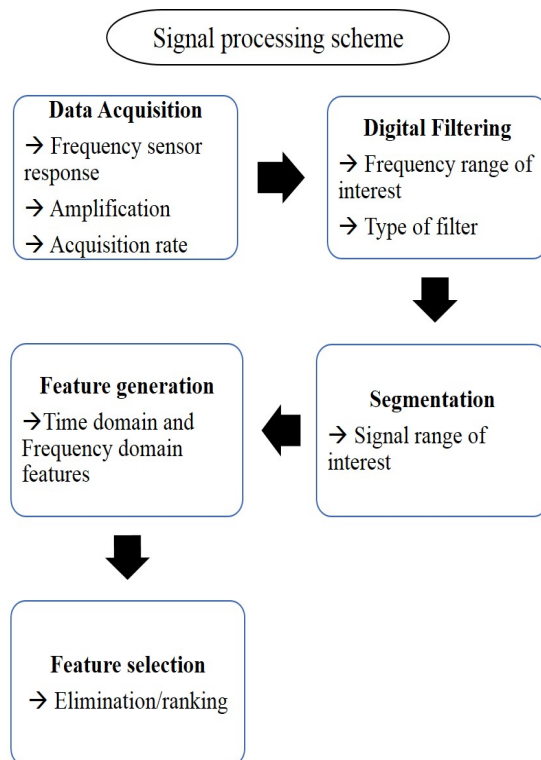 Signal processing scheme
Data Acquisition
→ Frequency sensor
response
→ Amplification
→ Acquisition rate
Digital Filtering
→ Frequency range of
interest
→ Type of filter
Segmentation
→ Signal range of
interest
Feature generation
→Time domain and
Frequency domain
features
Feature selection
→ Elimination/ranking